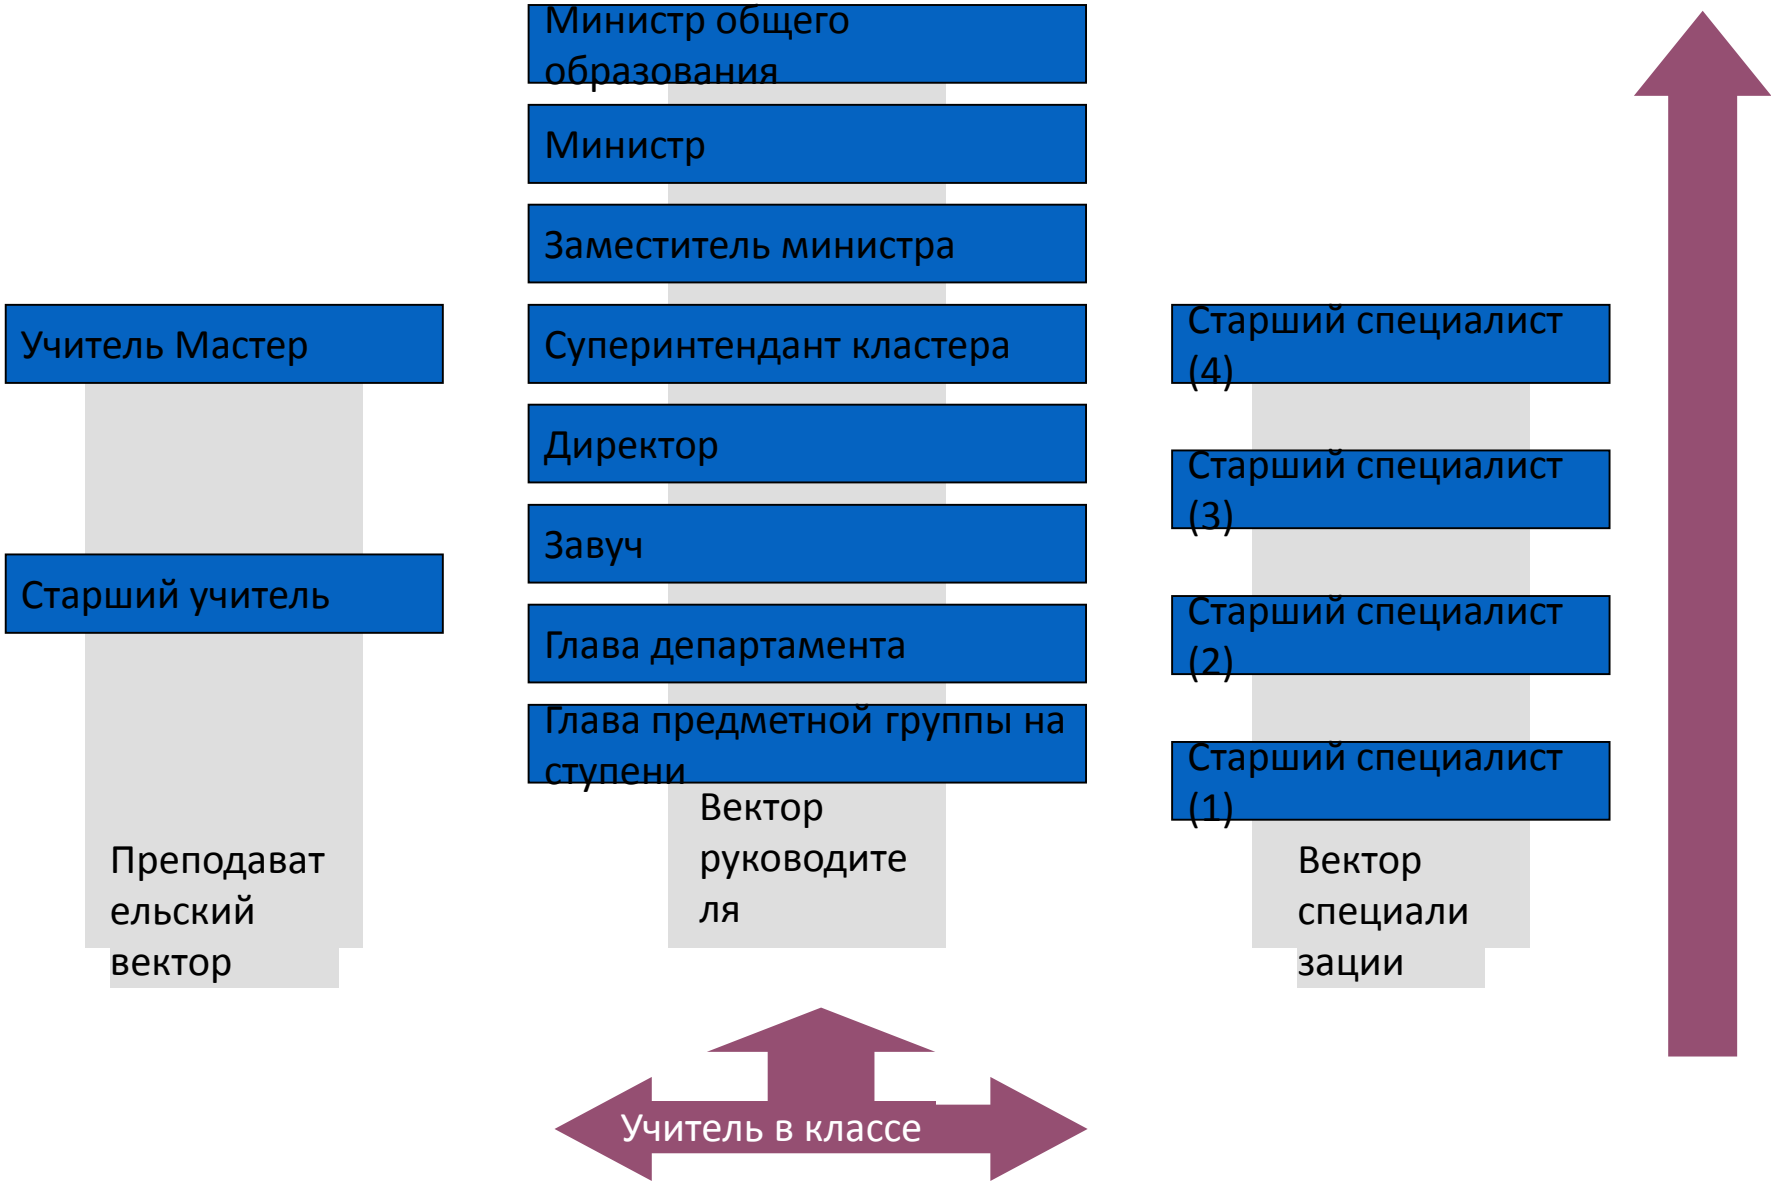 Министр общего
образования
Министр
Заместитель министра
Суперинтендант кластера
Директор
Завуч
Глава департамента
Глава предметной группы на
ступени
Вектор
руководите
ля
Учитель Мастер
Старший учитель
Преподават
ельский
вектор
Старший специалист
(4)
Старший специалист
(3)
Старший специалист
(2)
Старший специалист
(1)
Вектор
специали
зации
Учитель в классе